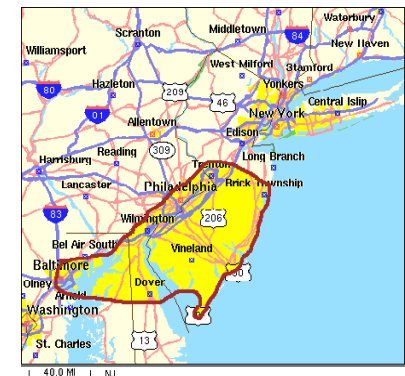 Waterbury
Scranton
Middletown
84
New Haven
Williamsport
West Milford
Stamford
80
Hazleton
209
46
Yonkers
81
Central Islip
New York
Allentown
Edison
309
Reading
Long Branch
Harrisburg
Trenton
Lancaster
Philadelphia
Brick Township
83
206
Wilmington
Bel Air South
Vineland
Baltimore
Olney
Dover
Washington
13
St. Charles
40.0 MI